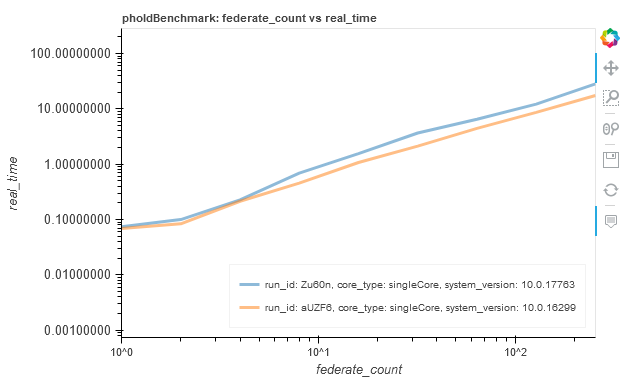 pholdBenchmark: federate_count vs real_time
100.00000000
10.00000000
1.00000000
0.10000000
0.01000000
0.00100000
real_time
run_id: Zu60n, core_type: singleCore, system_version: 10.0.17763
run_id: aUZF6, core_type: singleCore, system_version: 10.0.16299
10^0
10^1
10^2
federate_count